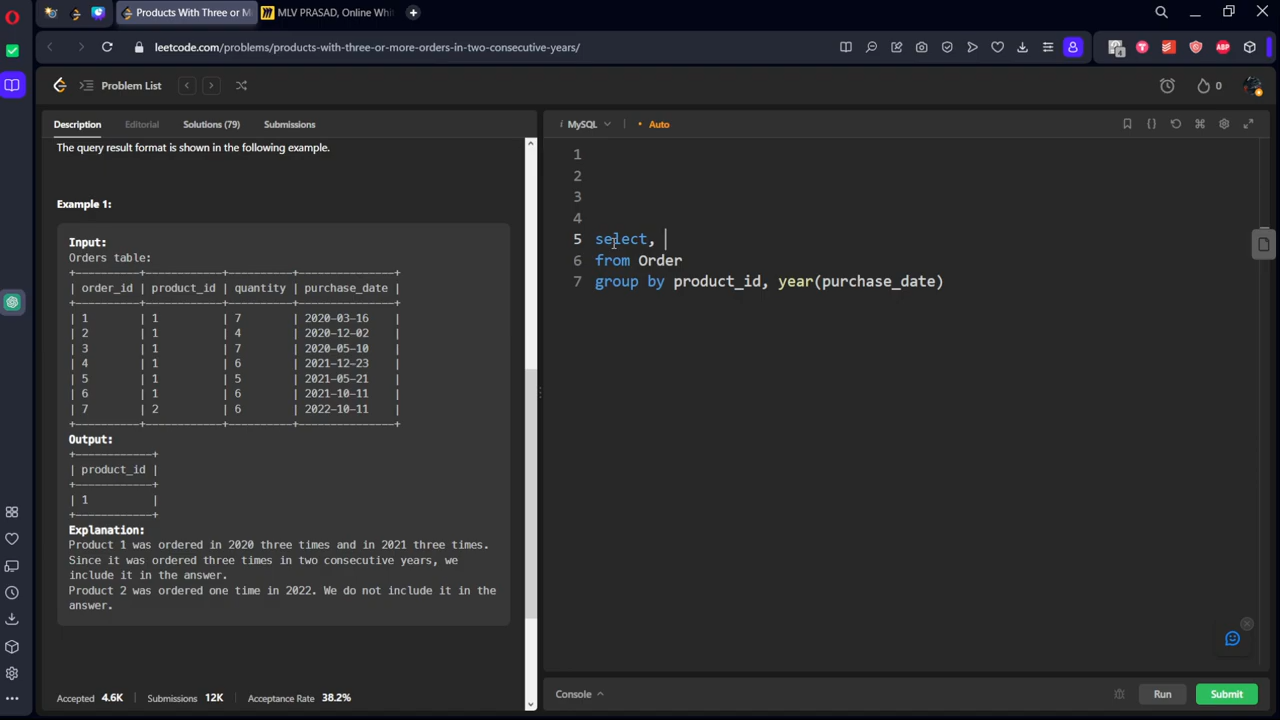 Products With Three or M
MLV PRASAD, Online Whi
leetcode.com/problems/products-with-three-or-more-orders-in-two-consecutive-years/
4
ABP
Problem List
0
Description Editorial Solutions (79) Submissions
i MySQL • Auto
The query result format is shown in the following example.
Example 1:
Input:
Orders table:
+----------+------------+----------+---------------+
| order_id | product_id | quantity | purchase_date |
+----------+------------+----------+---------------+
| 1 | 1 | 7 | 2020-03-16 |
| 2 | 1 | 4 | 2020-12-02 |
| 3 | 1 | 7 | 2020-05-10 |
| 4 | 1 | 6 | 2021-12-23 |
| 5 | 1 | 5 | 2021-05-21 |
| 6 | 1 | 6 | 2021-10-11 |
| 7 | 2 | 6 | 2022-10-11 |
+----------+------------+----------+---------------+
Output:
+------------+
| product_id |
+------------+
| 1 |
+------------+
Explanation:
Product 1 was ordered in 2020 three times and in 2021 three times.
Since it was ordered three times in two consecutive years, we
include it in the answer.
Product 2 was ordered one time in 2022. We do not include it in the
answer.
Accepted 4.6K Submissions 12K Acceptance Rate 38.2%
1
2
3
4
5 select,
6 from Order
7 group by product_id, year(purchase_date)
Console Run Submit